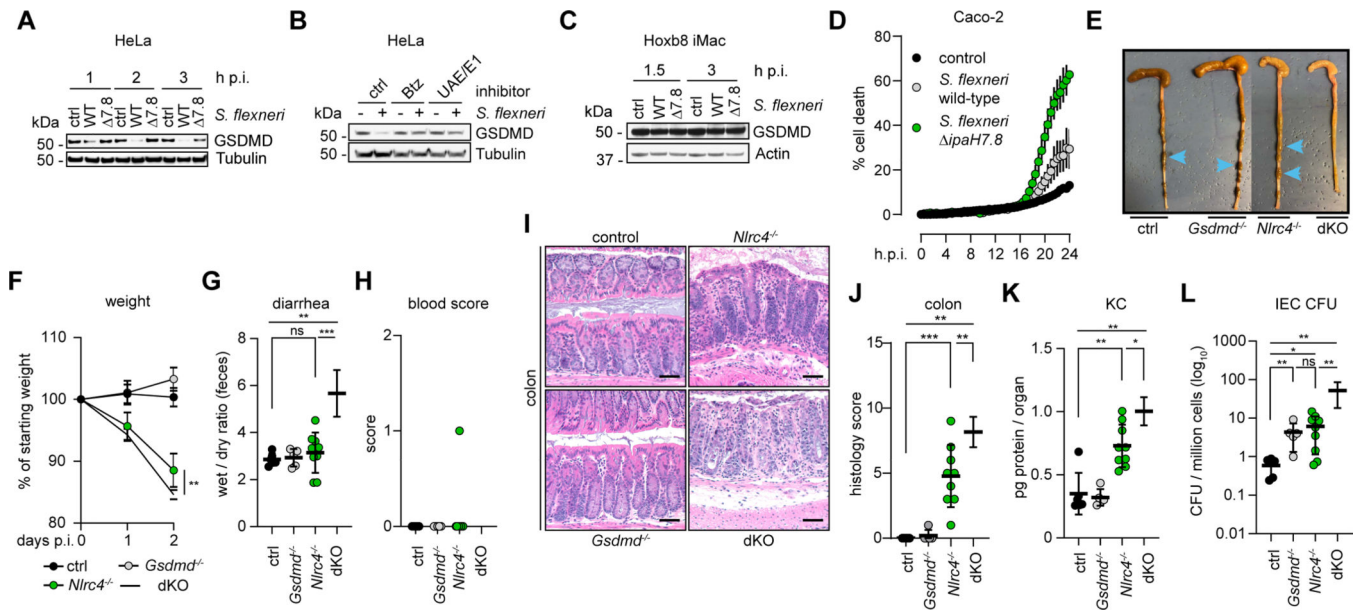 A
HeLa
1 2 3 h p.i.
ctrl WT Δ7.8 ctrl WT Δ7.8 ctrl WT Δ7.8 S. flexneri
kDa
50 GSDMD
50 Tubulin
B
HeLa
ctrl Btz UAE/E1 inhibitor
- + - + - + S. flexneri
kDa
50 GSDMD
50 Tubulin
C
Hoxb8 iMac
1.5 3 h p.i.
ctrl WT Δ7.8 ctrl WT Δ7.8 S. flexneri
kDa
50 GSDMD
37 Actin
D
Caco-2
% cell death
80
60
40
20
0
control
S. flexneri
wild-type
S. flexneri
ΔipaH7.8
h.p.i. 0 4 8 12 16 20 24
E
ctrl Gsdmd-/- Nlrc4-/- dKO
F
weight
% of starting weight
110
100
90
80
**
0 1 2
days p.i.
ctrl Gsdmd-/-
Nlrc4-/- dKO
G
diarrhea
wet / dry ratio (feces)
**
ns ***
8
6
4
2
0
ctrl Gsdmd-/- Nlrc4-/- dKO
H
blood score
score
2
1
0
ctrl Gsdmd-/- Nlrc4-/- dKO
I
control Nlrc4-/-
colon
Gsdmd-/- dKO
J
colon
histology score
**
*** **
15
10
5
0
ctrl Gsdmd-/- Nlrc4-/- dKO
K
KC
pg protein / organ
**
** *
1.5
1.0
0.5
0.0
ctrl Gsdmd-/- Nlrc4-/- dKO
L
IEC CFU
CFU / million cells (log10)
**
*
** ns **
1000
100
10
1
0.1
0.01
ctrl Gsdmd-/- Nlrc4-/- dKO